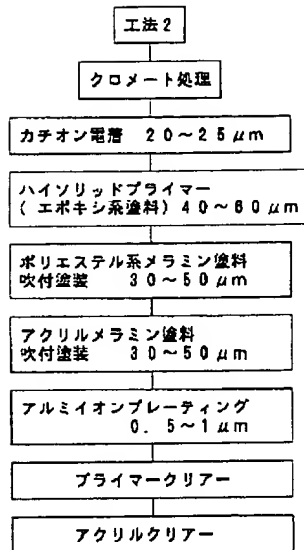 工法2
クロメート処理
カチオン電着 20~25μm
ハイソリッドプライマー
(エポキシ系塗料) 40~60μm
ポリエステル系メラミン塗料
吹付塗装 30~50μm
アクリルメラミン塗料
吹付塗装 30~50μm
アルミイオンプレーティング
0.5~1μm
プライマークリアー
アクリルクリアー